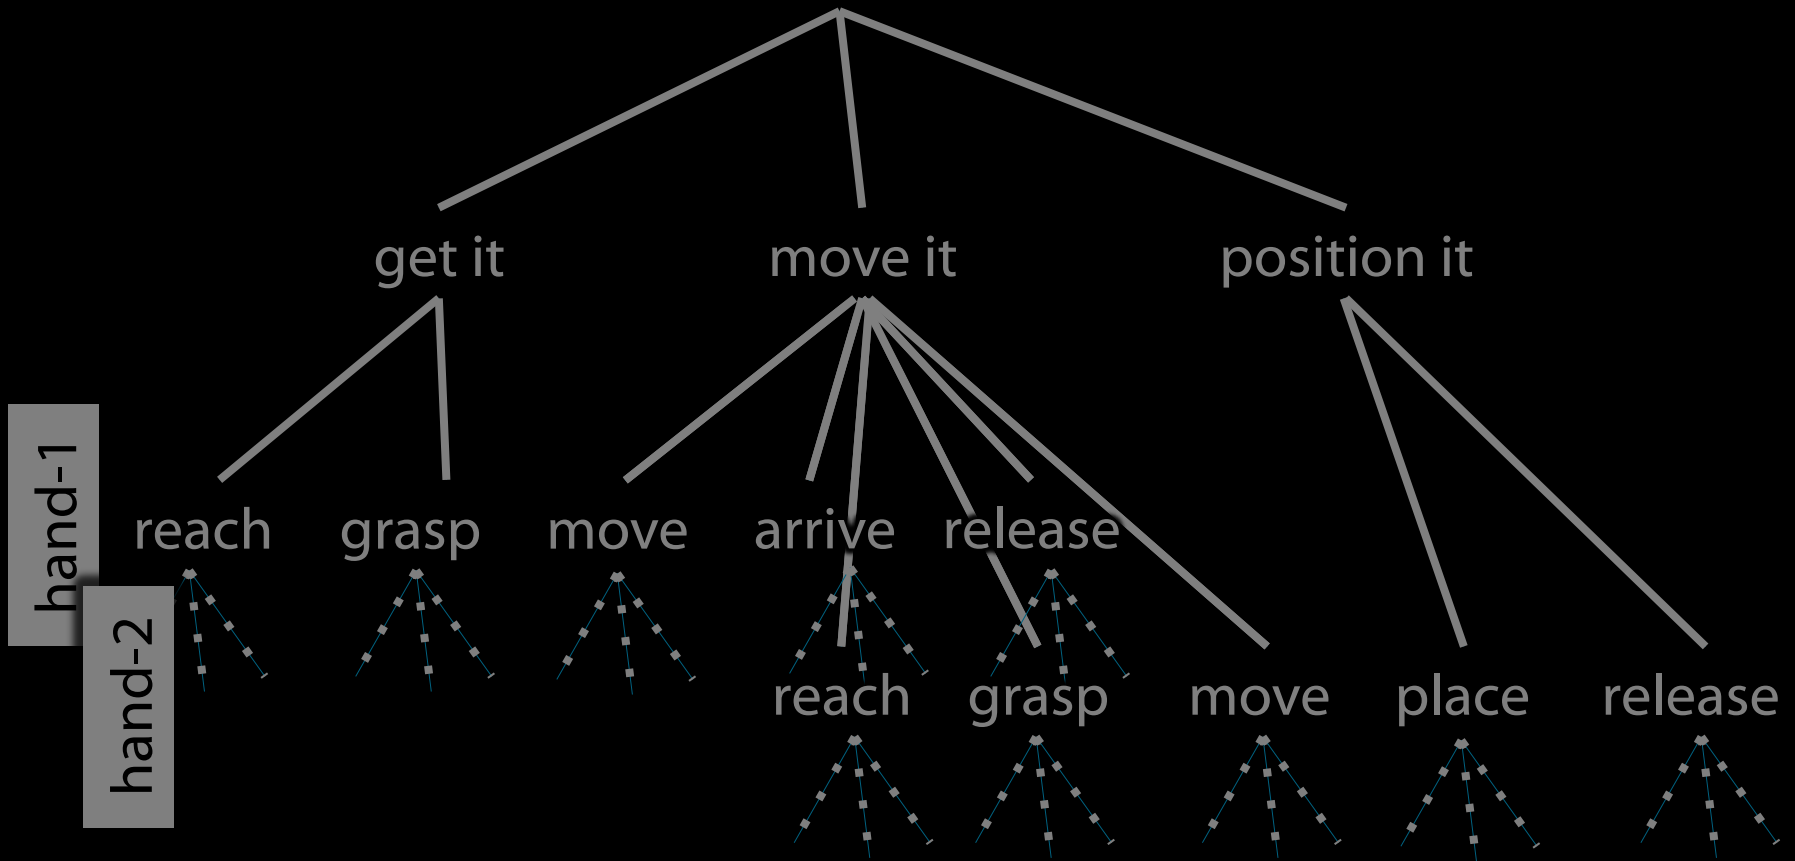 get it move it position it
hand-1
reach grasp move arrive release
hand-2
reach grasp move place release